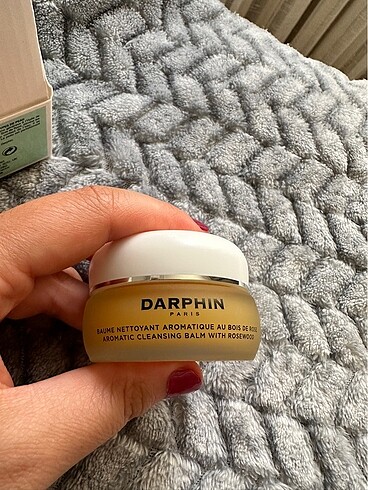 DARPHIN
PARIS
BAUME NETTOYANT AROMATIQUE AU BOIS DE ROSE
AROMATIC CLEANSING BALM WITH ROSEWOOD